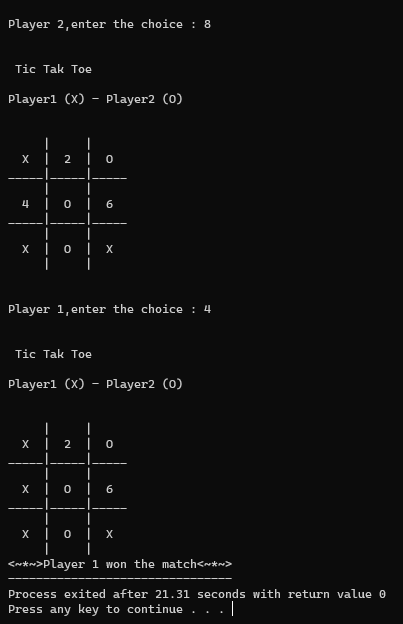 Player 2,enter the choice : 8
Tic Tak Toe
Player1 (X) - Player2 (O)
     |     |
  X  |  2  |  O
_____|_____|_____
     |     |
  4  |  O  |  6
_____|_____|_____
     |     |
  X  |  O  |  X
     |     |
Player 1,enter the choice : 4
Tic Tak Toe
Player1 (X) - Player2 (O)
     |     |
  X  |  2  |  O
_____|_____|_____
     |     |
  X  |  O  |  6
_____|_____|_____
     |     |
  X  |  O  |  X
     |     |
<~*~>Player 1 won the match<~*~>
--------------------------------
Process exited after 21.31 seconds with return value 0
Press any key to continue . . .